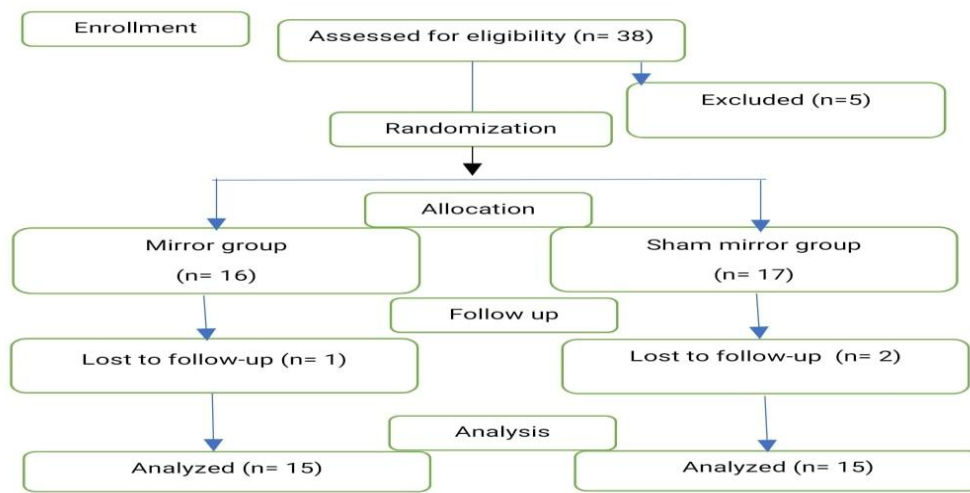 Enrollment
Assessed for eligibility (n= 38)
Excluded (n=5)
Randomization
Allocation
Mirror group
(n= 16)
Sham mirror group
(n= 17)
Follow up
Lost to follow-up (n= 1)
Lost to follow-up (n= 2)
Analysis
Analyzed (n= 15)
Analyzed (n= 15)